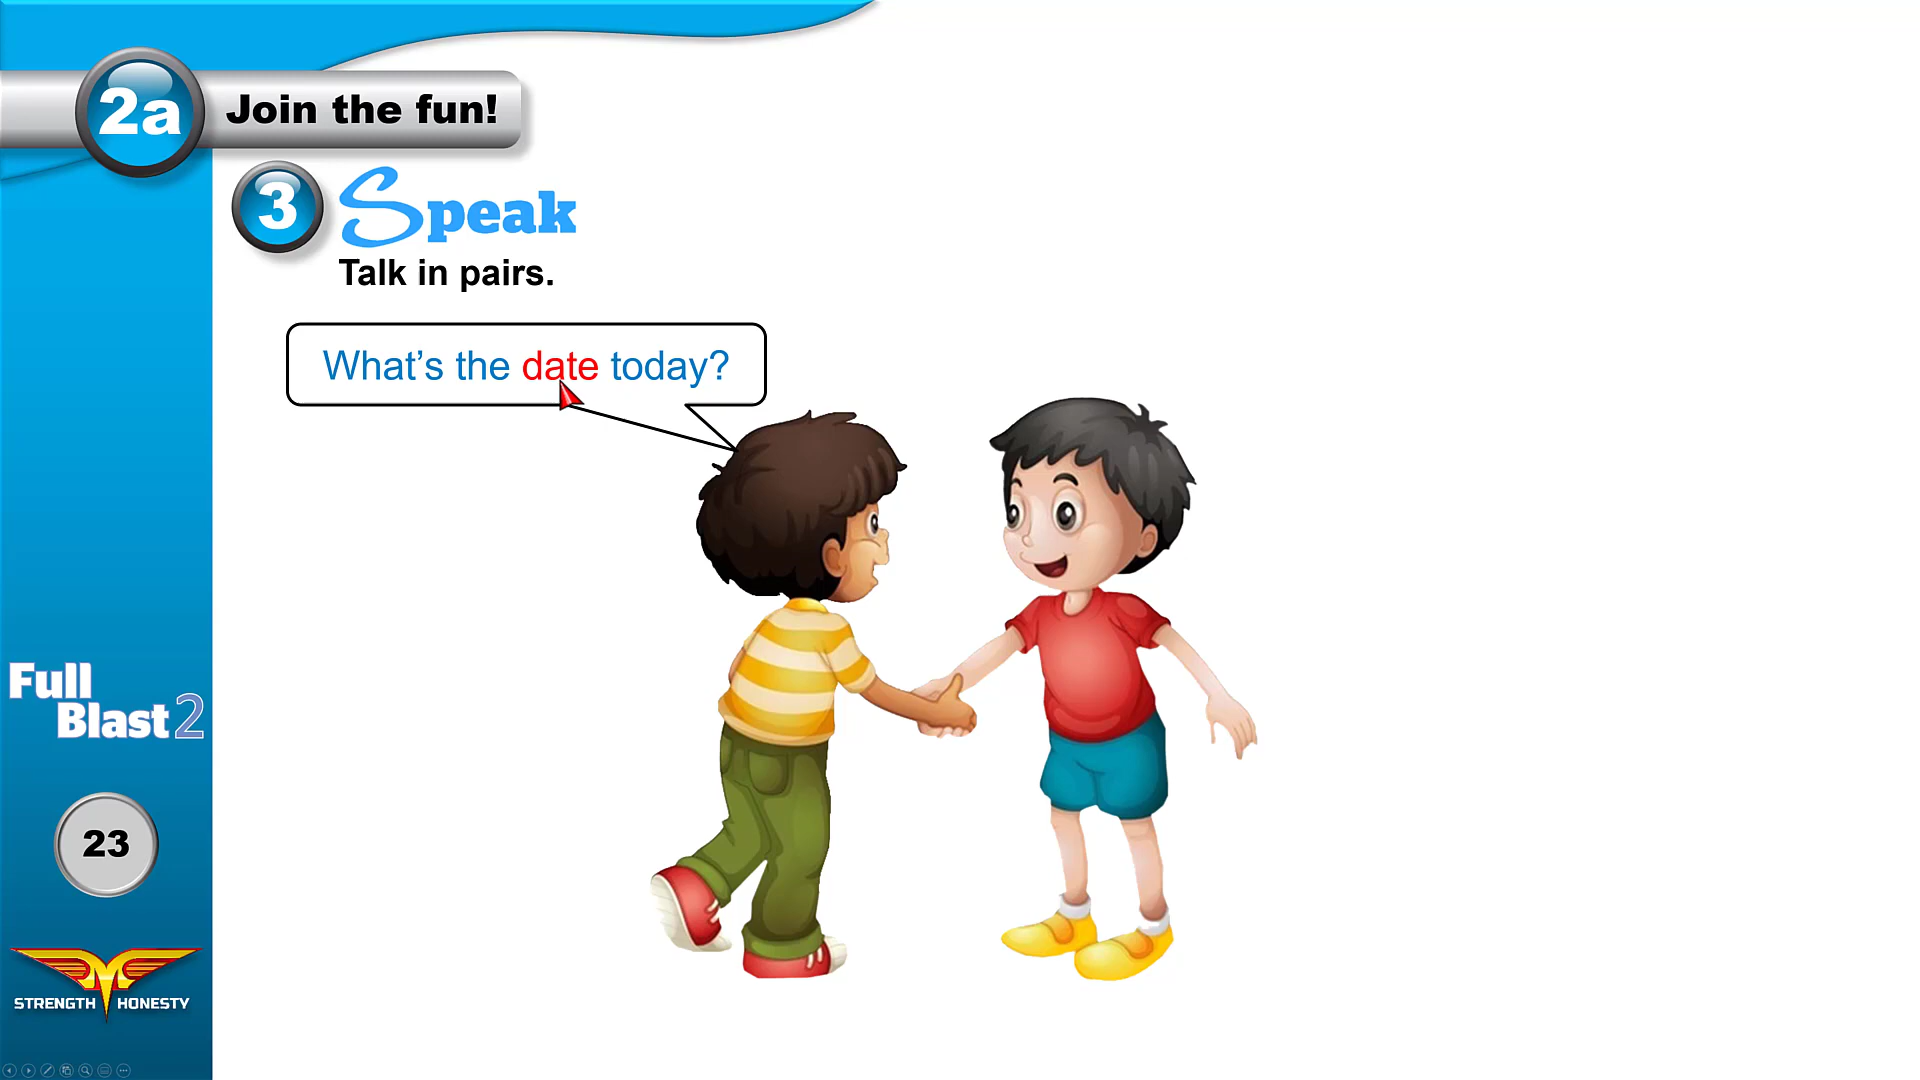 2a Join the fun!
3 Speak
Talk in pairs.
What's the date today?
Full
Blast 2
23
STRENGTH HONESTY